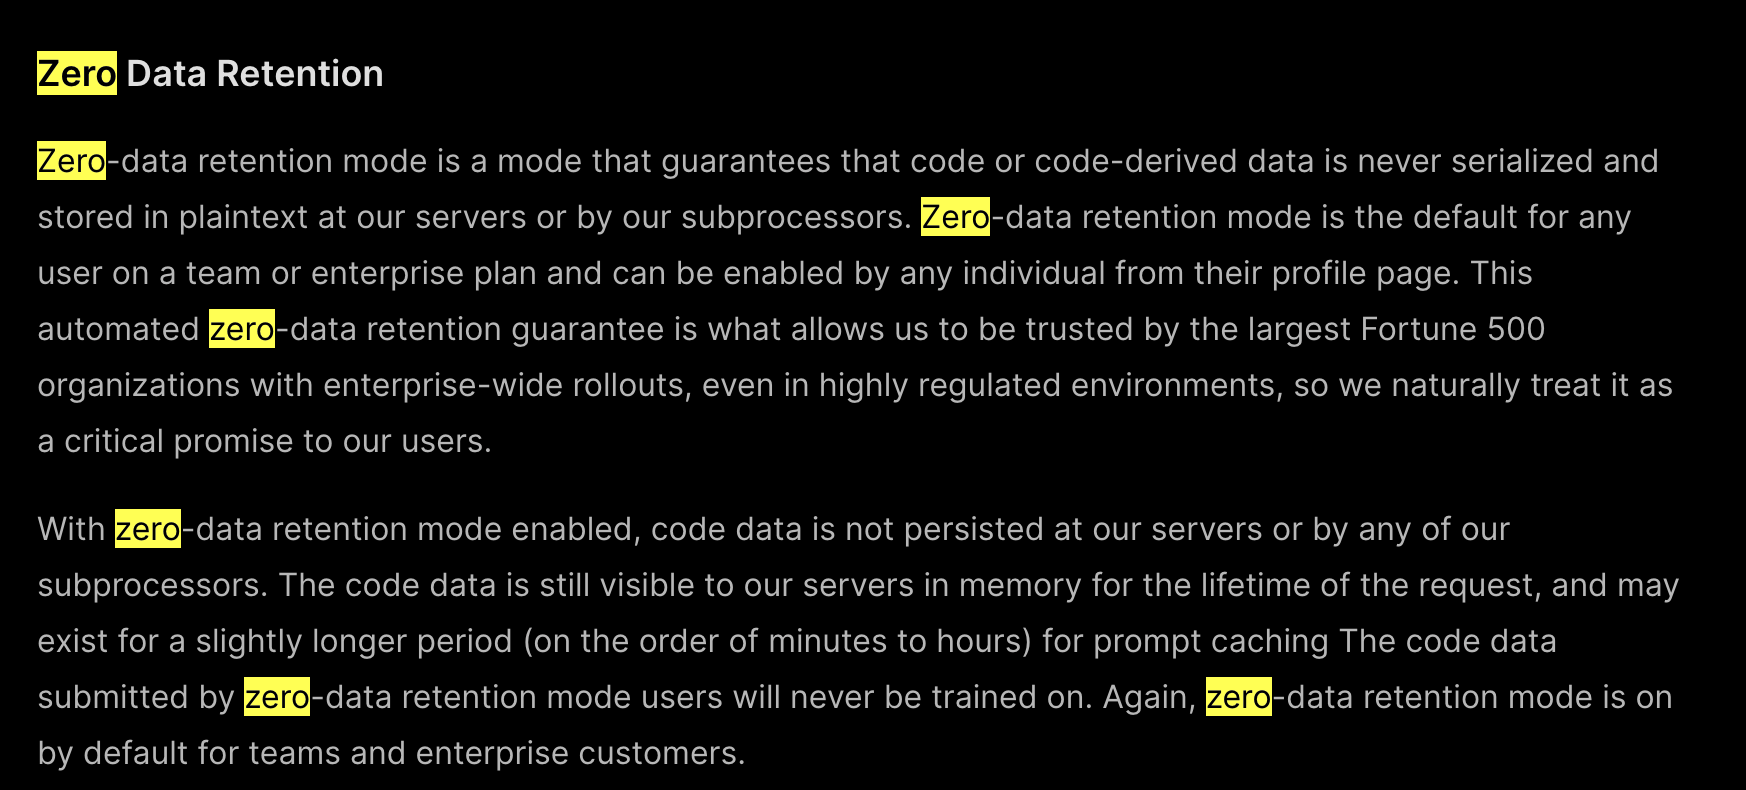 Zero Data Retention
Zero-data retention mode is a mode that guarantees that code or code-derived data is never serialized and
stored in plaintext at our servers or by our subprocessors. Zero-data retention mode is the default for any
user on a team or enterprise plan and can be enabled by any individual from their profile page. This
automated zero-data retention guarantee is what allows us to be trusted by the largest Fortune 500
organizations with enterprise-wide rollouts, even in highly regulated environments, so we naturally treat it as
a critical promise to our users.
With zero-data retention mode enabled, code data is not persisted at our servers or by any of our
subprocessors. The code data is still visible to our servers in memory for the lifetime of the request, and may
exist for a slightly longer period (on the order of minutes to hours) for prompt caching The code data
submitted by zero-data retention mode users will never be trained on. Again, zero-data retention mode is on
by default for teams and enterprise customers.